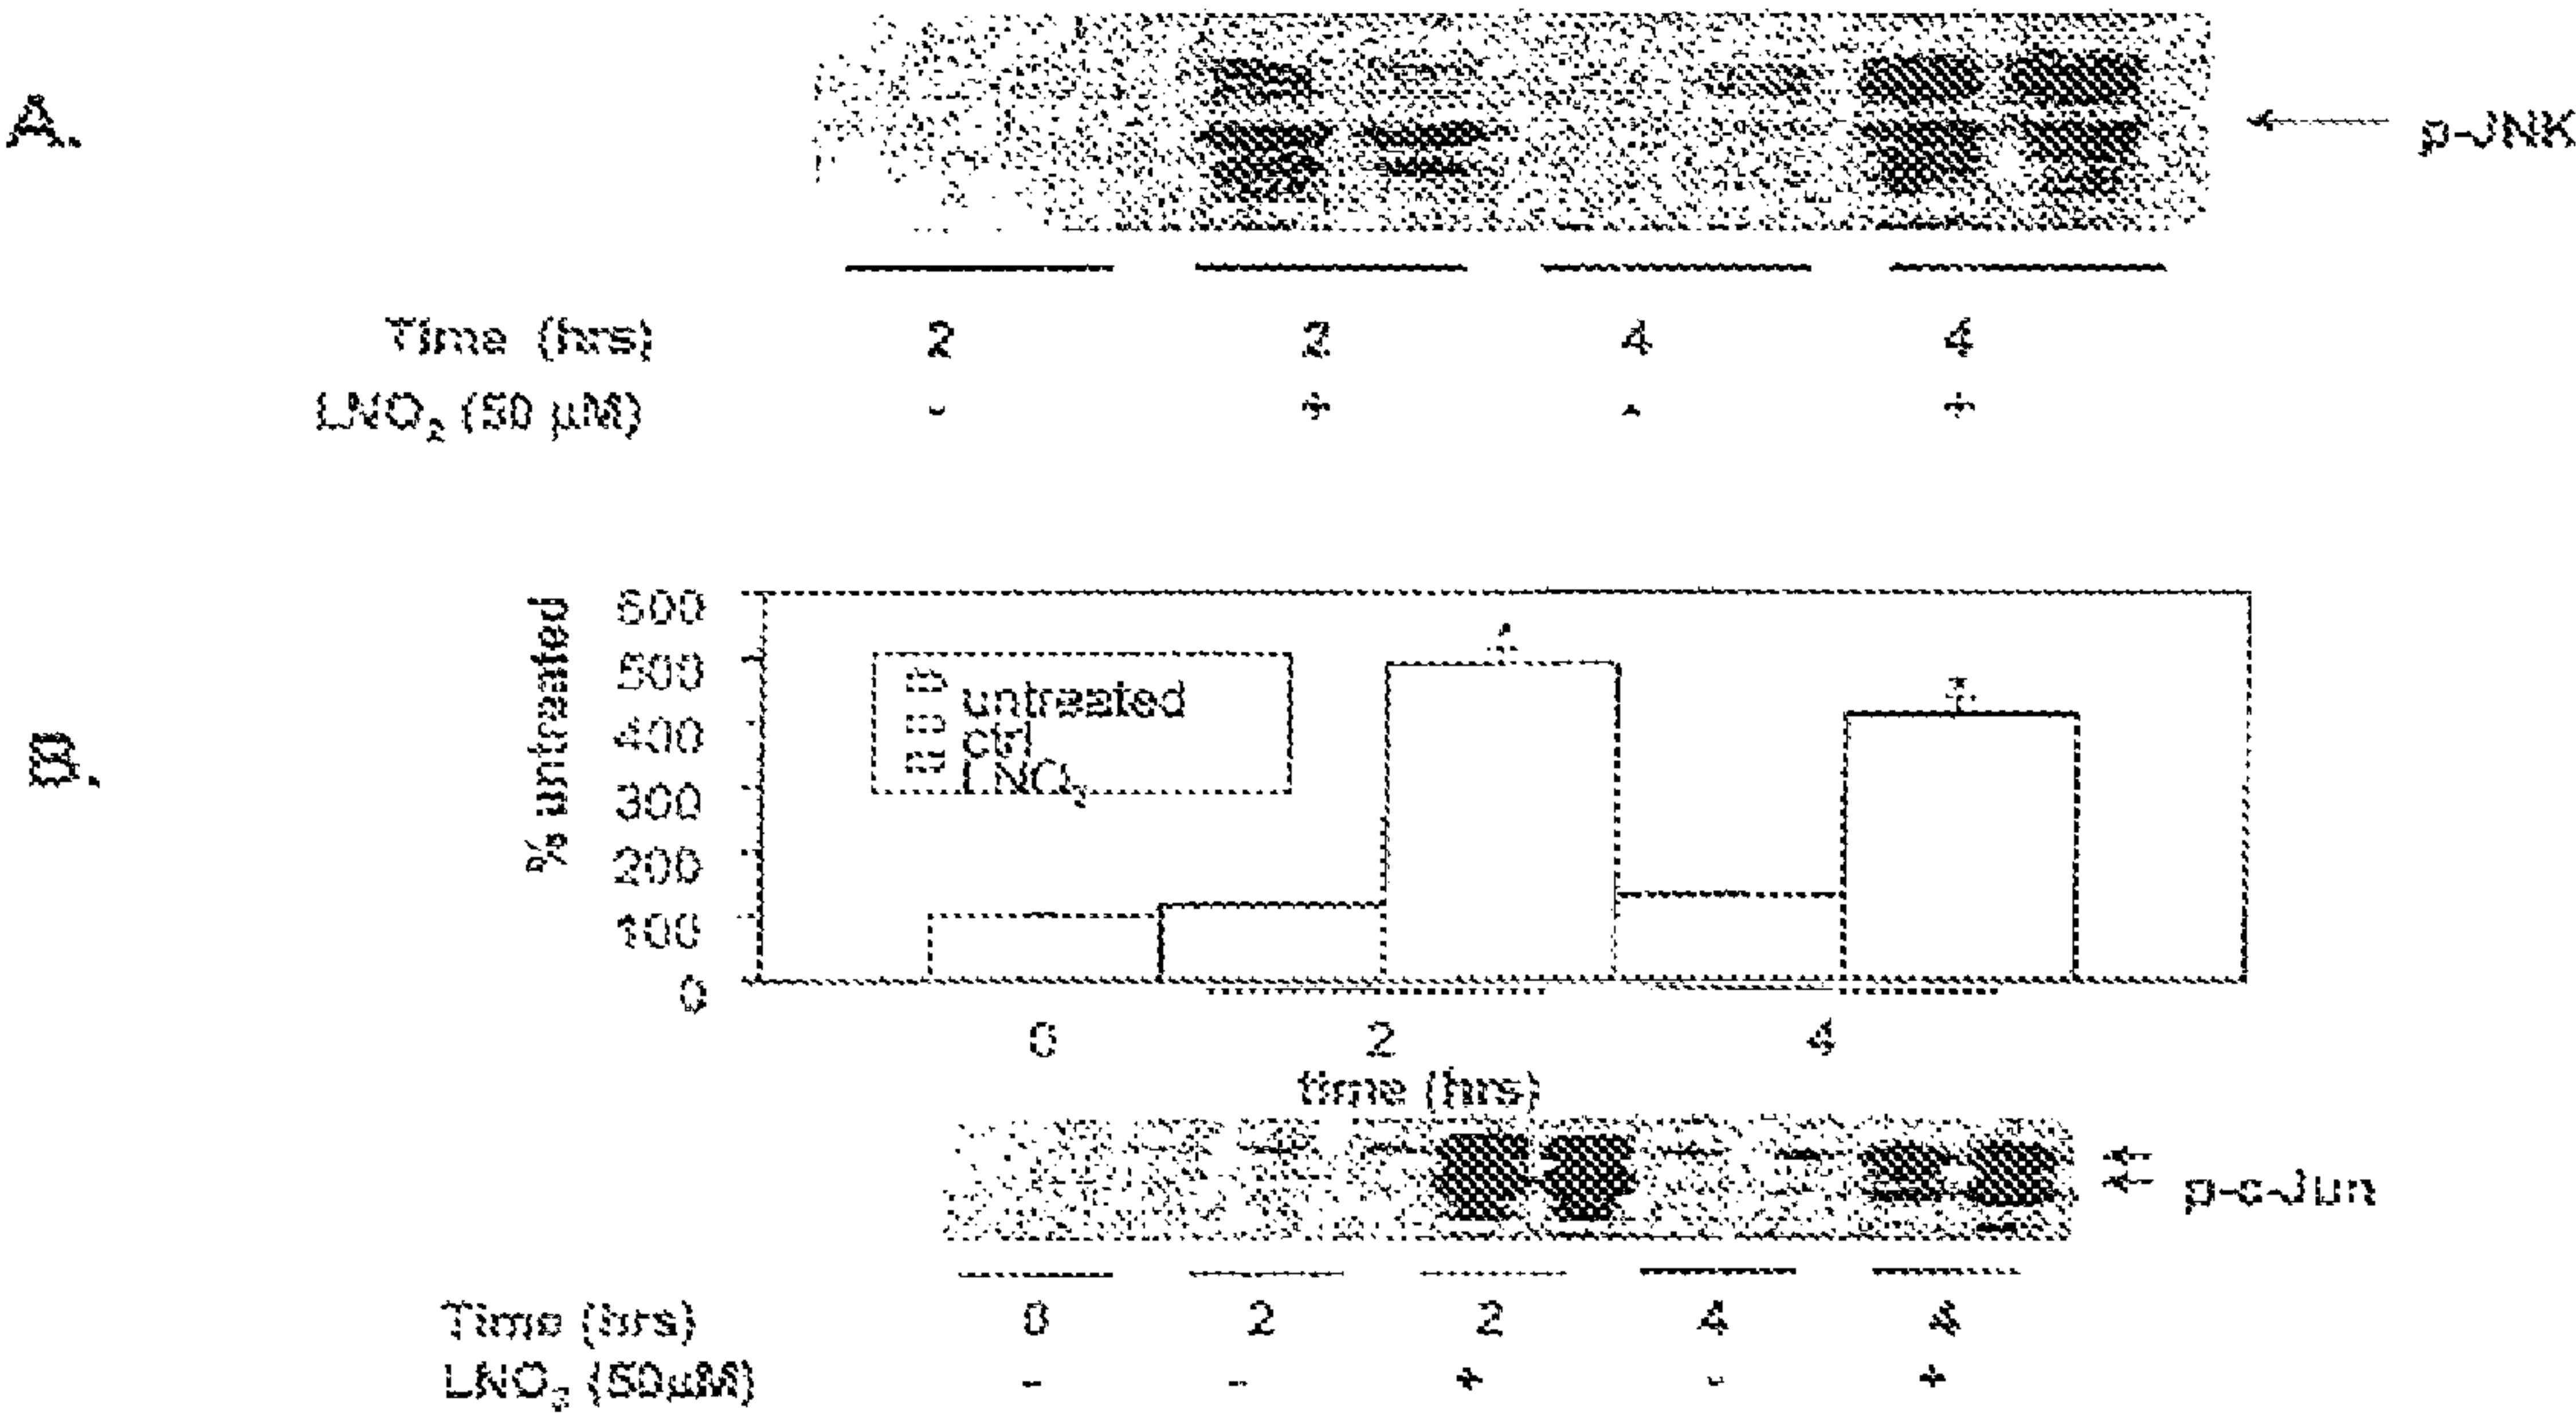 A.
p-JNK
Time (hrs) 2 2 4 4
LNO₂ (50 µM) - + - +
B.
% untreated
600
500
400
300
200
100
0
untreated
ctrl
LNO₂
0 2 4
time (hrs)
p-c-Jun
Time (hrs) 0 2 2 4 4
LNO₂ (50µM) - - + - +